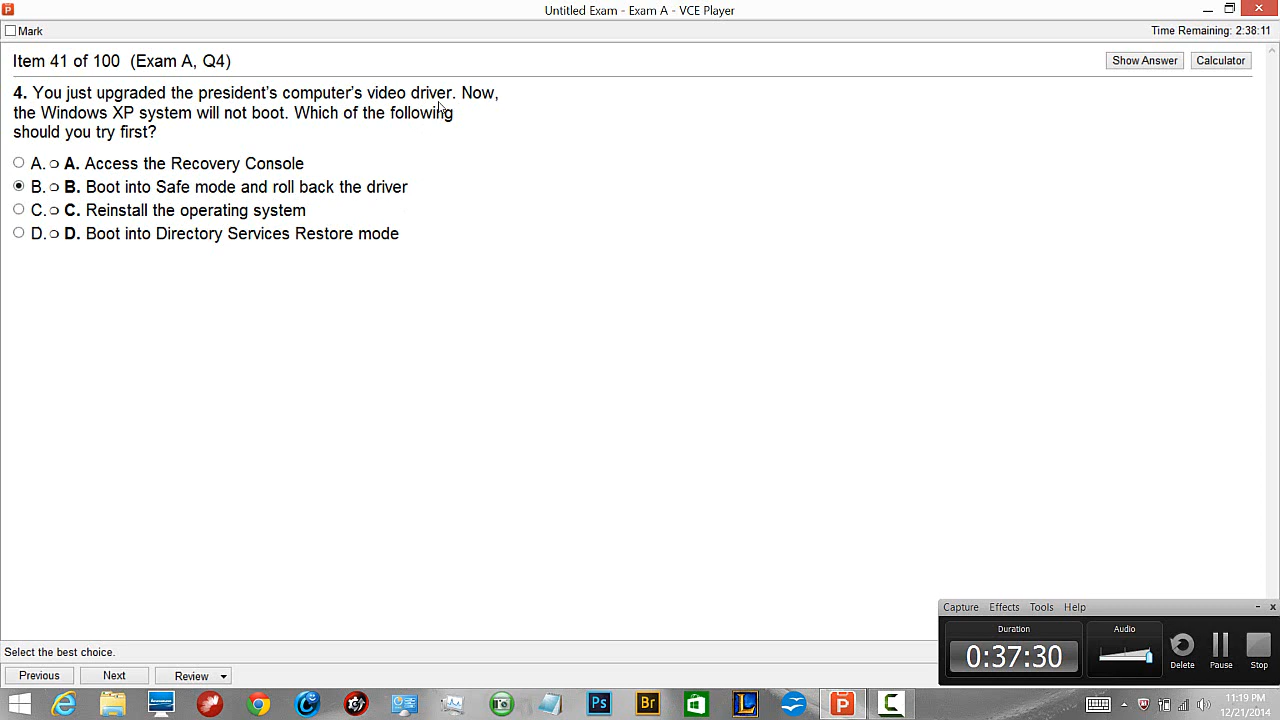 Untitled Exam - Exam A - VCE Player
Mark
Time Remaining: 2:38:11
Item 41 of 100 (Exam A, Q4)
Show Answer
Calculator
4. You just upgraded the president's computer's video driver. Now,
the Windows XP system will not boot. Which of the following
should you try first?
A. A. Access the Recovery Console
B. B. Boot into Safe mode and roll back the driver
C. C. Reinstall the operating system
D. D. Boot into Directory Services Restore mode
Capture Effects Tools Help
Duration
Audio
0:37:30
Delete
Pause
Stop
Select the best choice.
Previous
Next
Review
Ps
Br
L
P
C
11:19 PM
12/21/2014